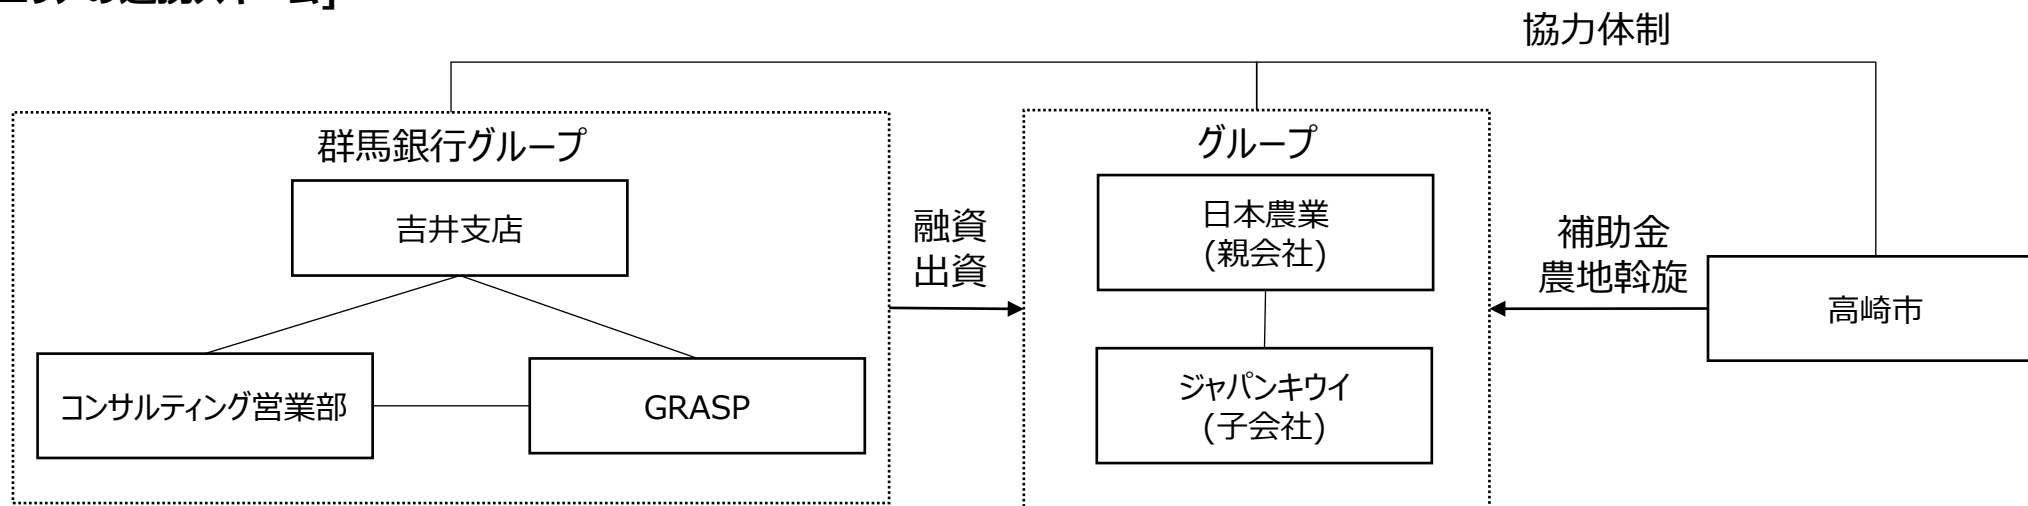 協力体制
群馬銀行グループ
グループ
吉井支店
融資
出資
日本農業
(親会社)
補助金
農地斡旋
高崎市
コンサルティング営業部
GRASP
ジャパンキウイ
(子会社)